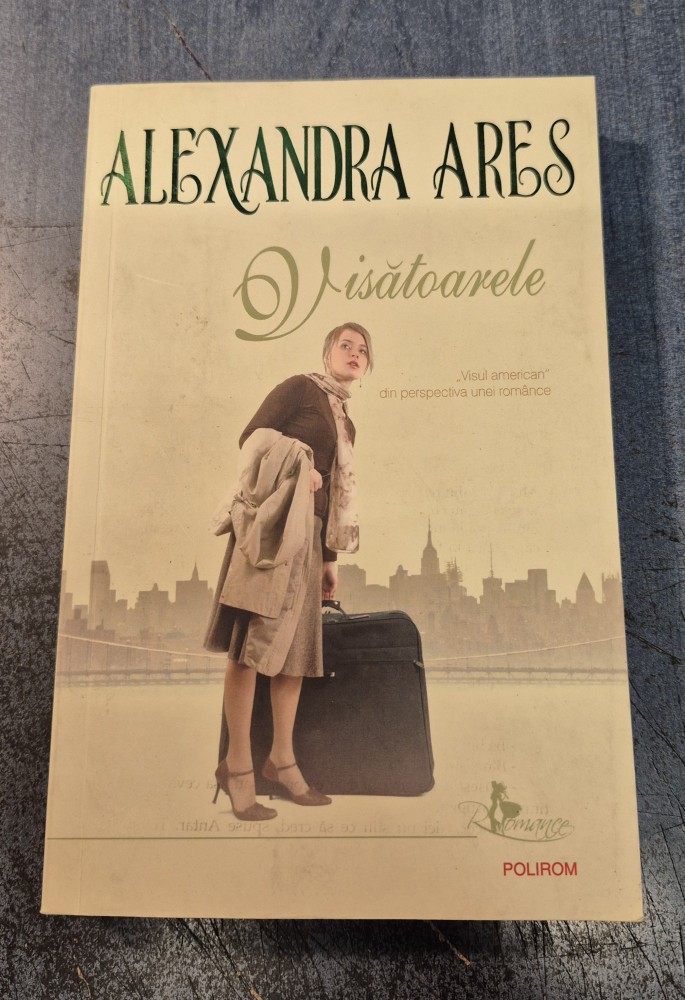 ALEXANDRA ARES
Visătoarele
„Visul american”
din perspectiva unei românce
Romance
POLIROM